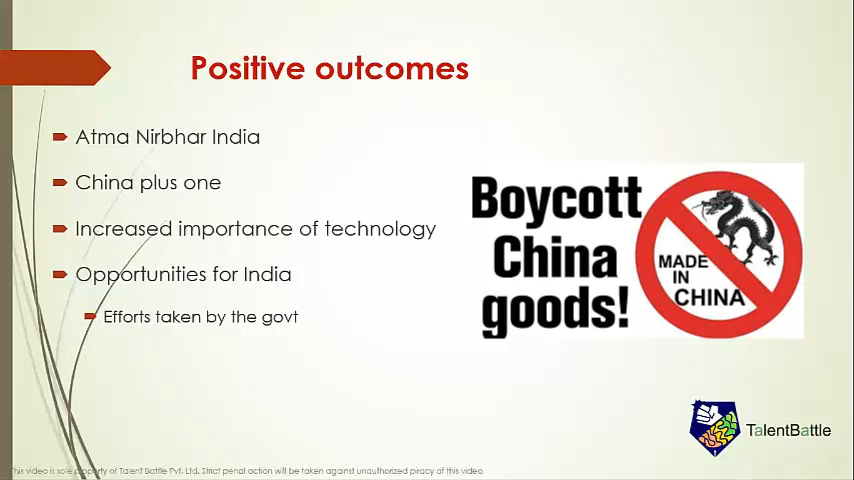 Positive outcomes
Atma Nirbhar India
China plus one
Increased importance of technology
Opportunities for India
Efforts taken by the govt
Boycott
China
goods!
MADE
IN
CHINA
TalentBattle
This video is sole property of Talent Battle Pvt. Ltd. Strict penal action will be taken against unauthorized piracy of this video